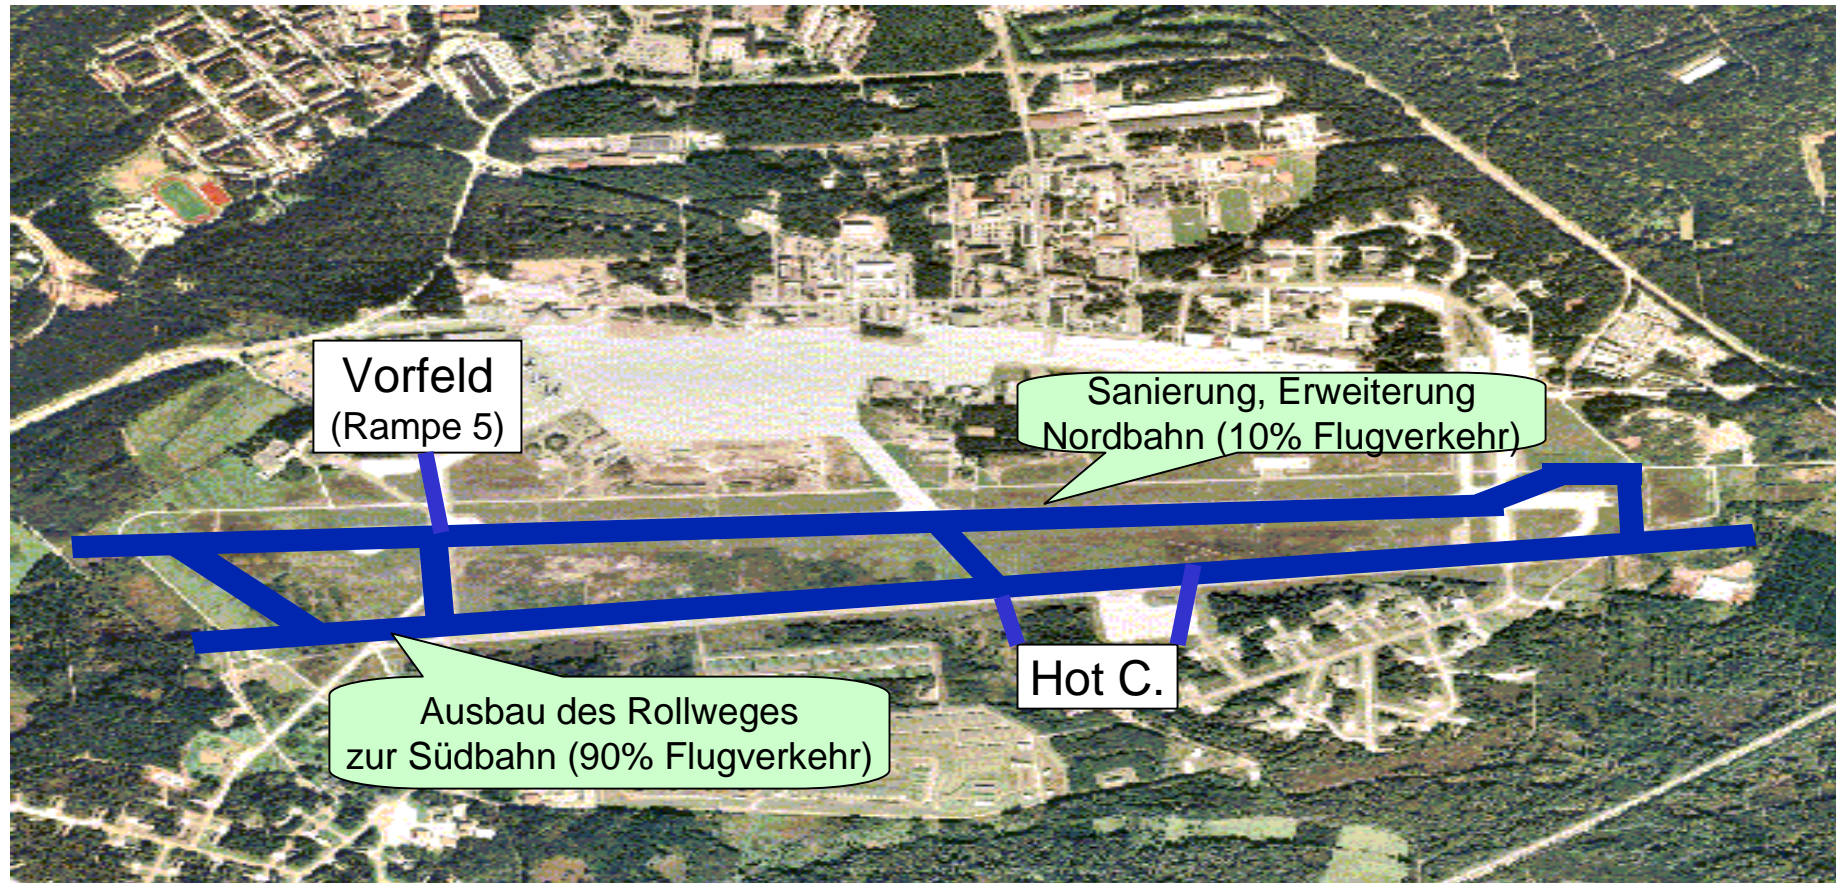 Vorfeld
(Rampe 5)
Sanierung, Erweiterung
Nordbahn (10% Flugverkehr)
Hot C.
Ausbau des Rollweges
zur Südbahn (90% Flugverkehr)